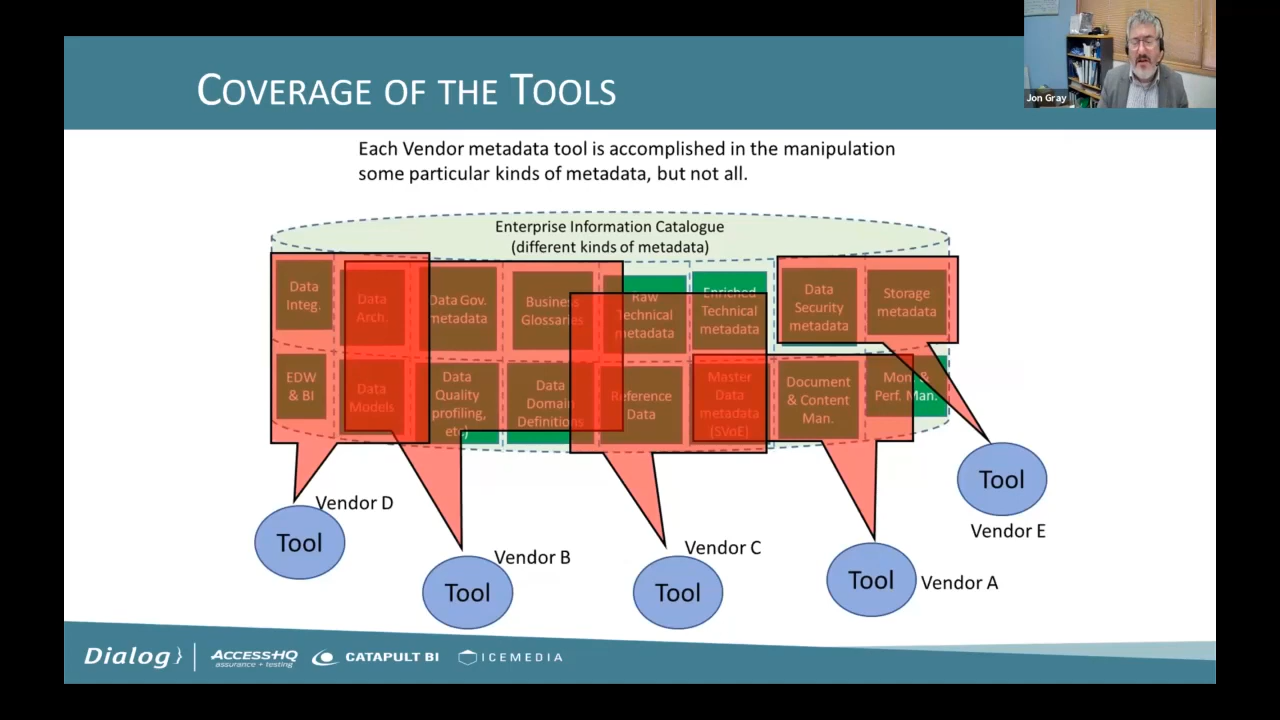 COVERAGE OF THE TOOLS
Jon Gray
Each Vendor metadata tool is accomplished in the manipulation
some particular kinds of metadata, but not all.
Enterprise Information Catalogue
(different kinds of metadata)
Data
Integ.
Data
Arch.
Data Gov.
metadata
Business
Glossaries
Raw
Technical
metadata
Enriched
Technical
metadata
Data
Security
metadata
Storage
metadata
EDW
& BI
Data
Models
Data
Quality
profiling,
etc)
Data
Domain
Definitions
Reference
Data
Master
Data
metadata
(SVoE)
Document
& Content
Man.
Mon. &
Perf. Man.
Vendor D
Tool
Vendor B
Tool
Vendor C
Tool
Tool
Vendor A
Tool
Vendor E
Dialog}
ACCESSHQ
assurance + testing
CATAPULT BI
ICEMEDIA